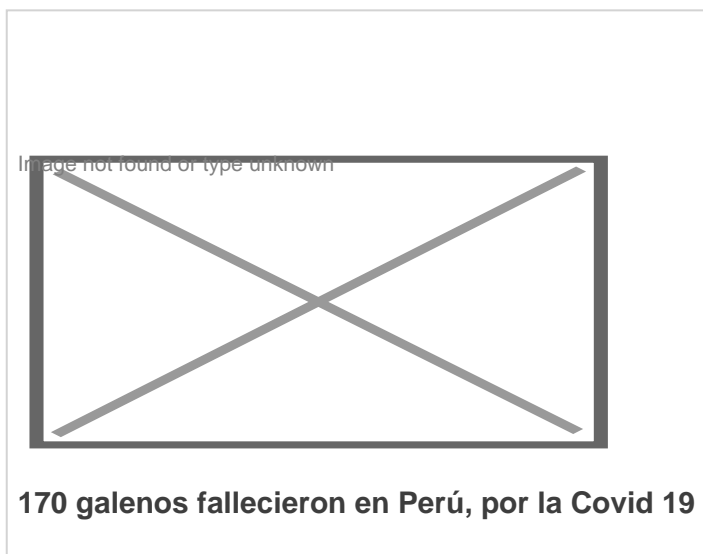 Image not found or type unknown
170 galenos fallecieron en Perú, por la Covid 19